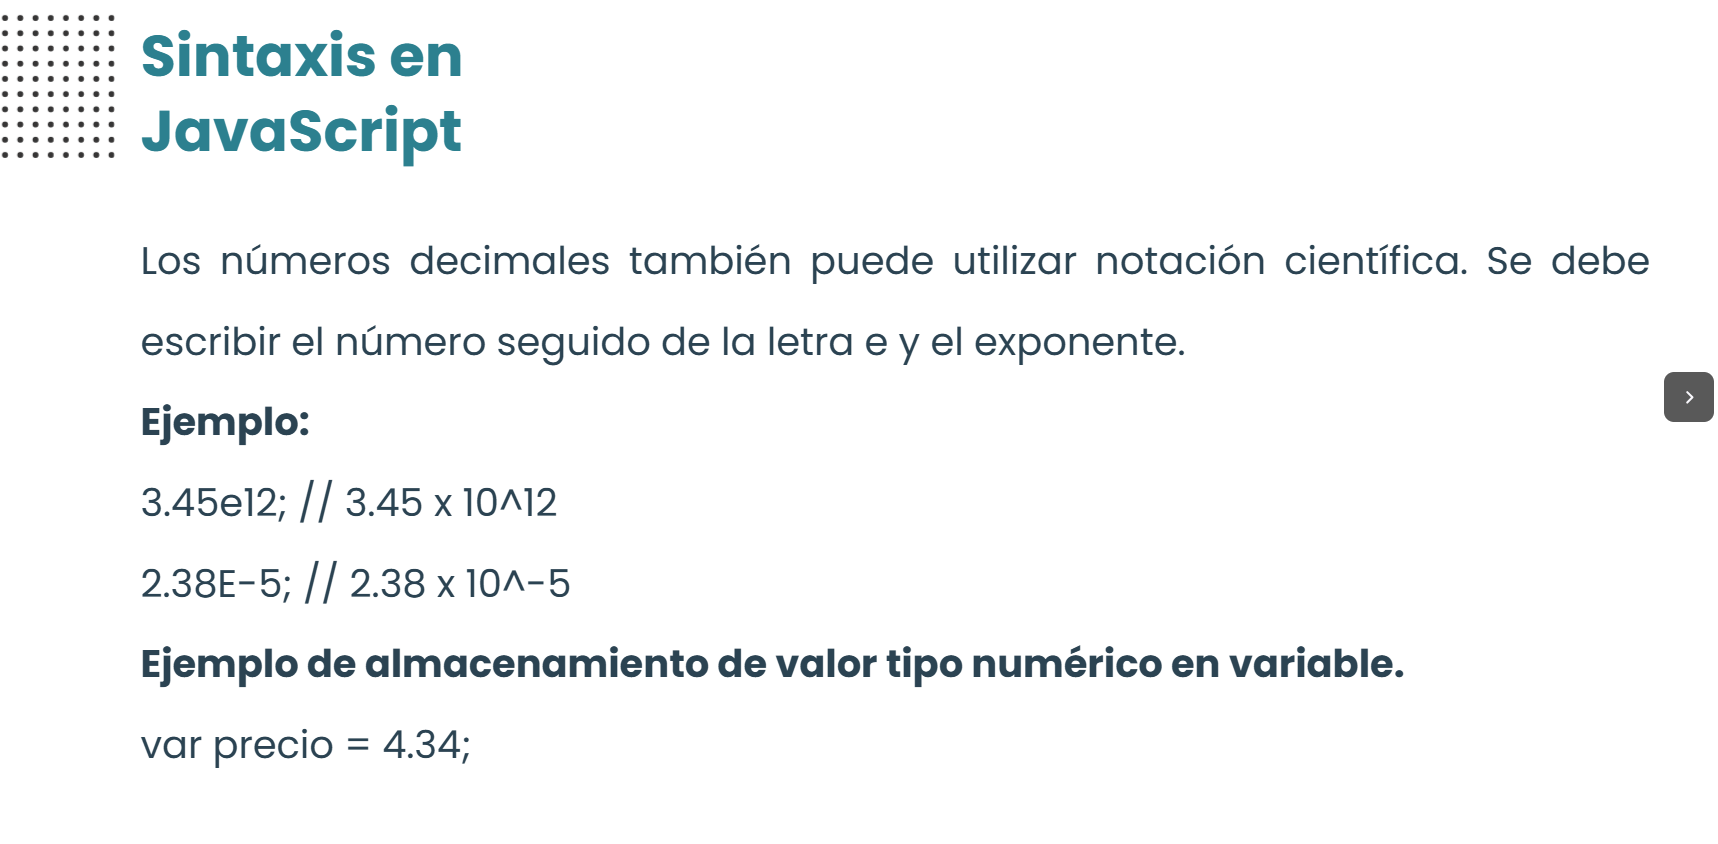 Sintaxis en
JavaScript
Los números decimales también puede utilizar notación científica. Se debe
escribir el número seguido de la letra e y el exponente.
Ejemplo:
3.45e12; // 3.45 x 10^12
2.38E-5; // 2.38 x 10^-5
Ejemplo de almacenamiento de valor tipo numérico en variable.
var precio = 4.34;